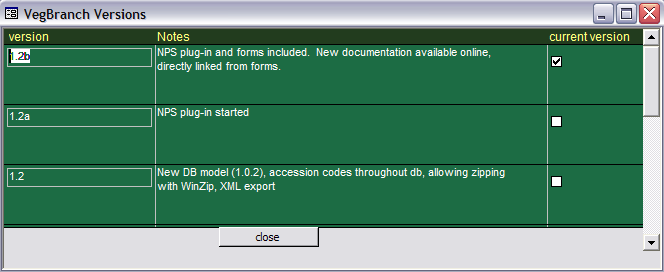 VegBranch Versions
version Notes current version
1.2b NPS plug-in and forms included. New documentation available online,
directly linked from forms.
1.2a NPS plug-in started
1.2 New DB model (1.0.2), accession codes throughout db, allowing zipping
with WinZip, XML export
close